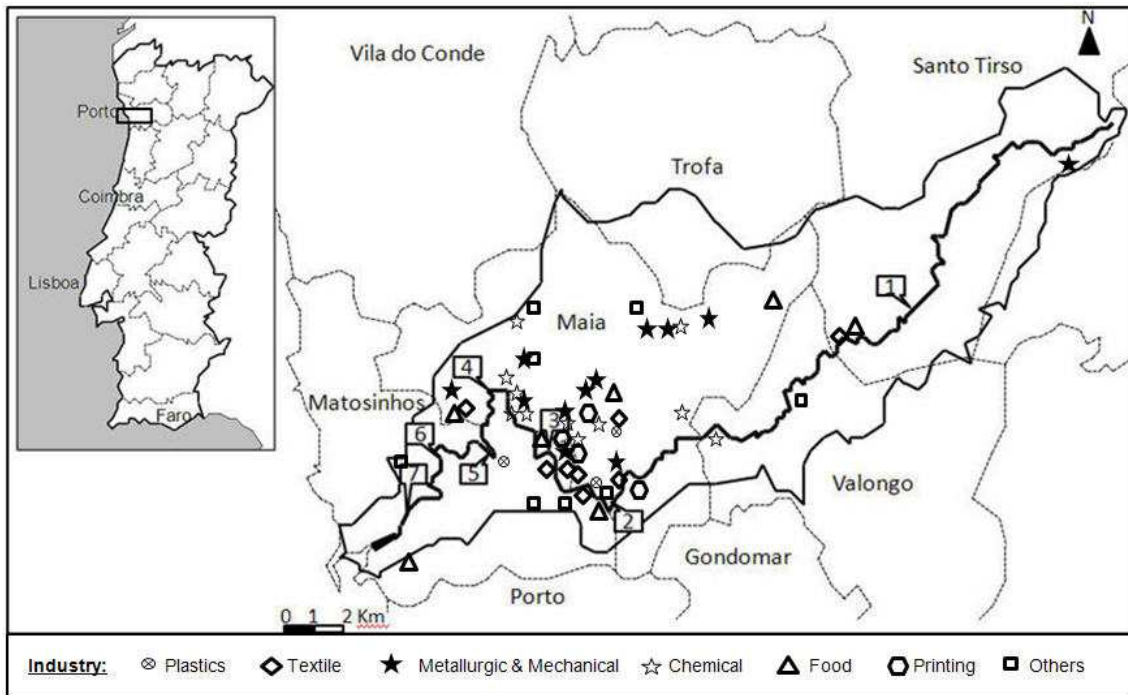 N
Vila do Conde
Santo Tirso
Porto
Trofa
Coimbra
Lisboa
1
Maia
4
Matosinhos
3
Faro
6
5
7
Valongo
2
Gondomar
Porto
0 1 2 Km
Industry: Plastics Textile Metallurgic & Mechanical Chemical Food Printing Others